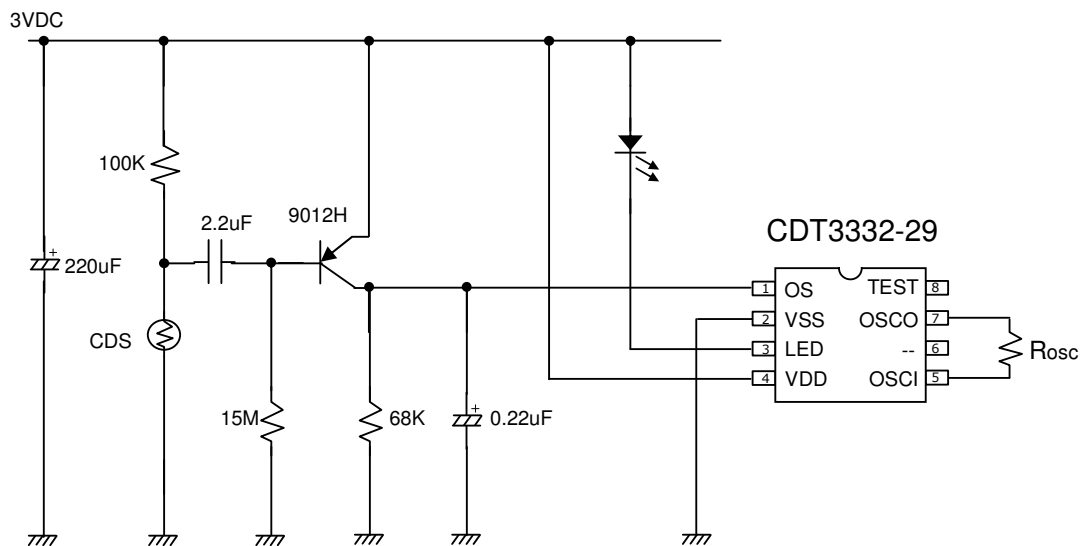 3VDC
100K
2.2uF
9012H
CDT3332-29
+
220uF
1 OS
TEST 8
2 VSS
OSCO 7
CDS
3 LED
-- 6
Rosc
4 VDD
OSCI 5
15M
68K
+
0.22uF